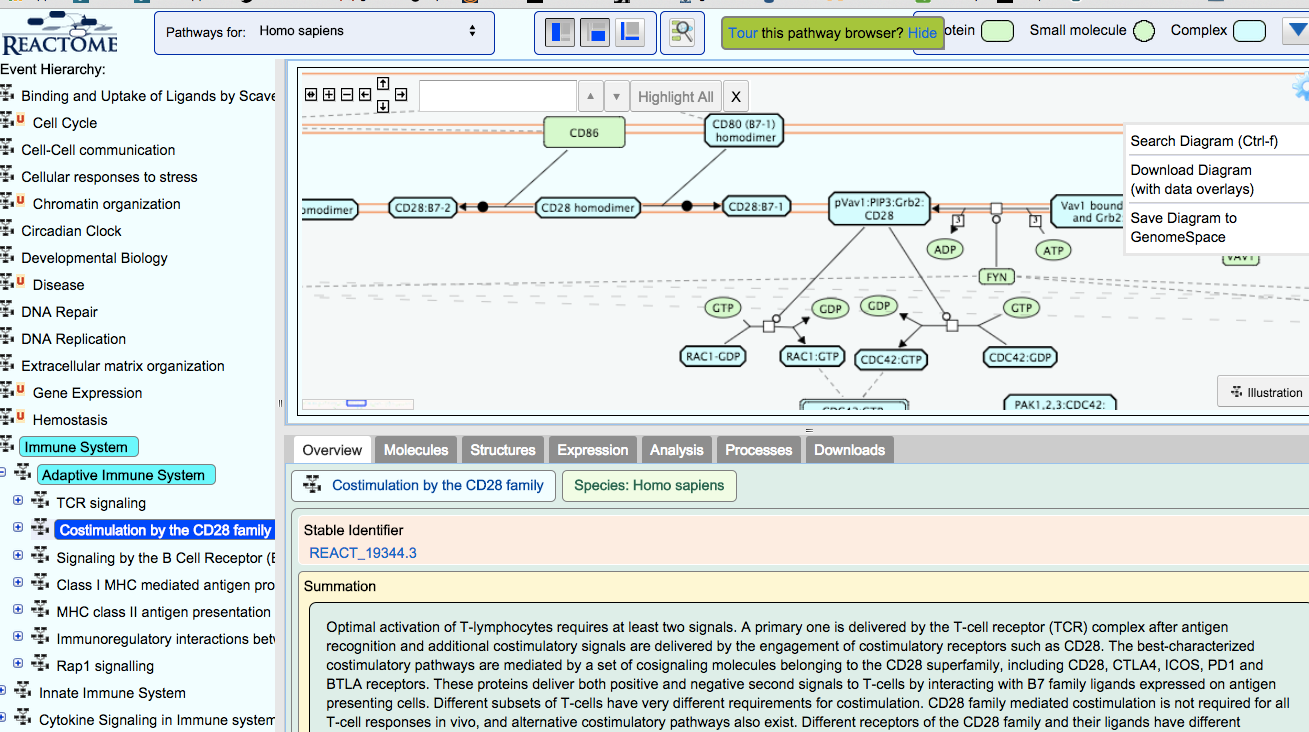 REACTOME
Pathways for: Homo sapiens
Tour this pathway browser? Hide
otein
Small molecule
Complex
Event Hierarchy:
Binding and Uptake of Ligands by Scave
U Cell Cycle
Cell-Cell communication
Cellular responses to stress
U Chromatin organization
Circadian Clock
Developmental Biology
U Disease
DNA Repair
DNA Replication
Extracellular matrix organization
U Gene Expression
U Hemostasis
Immune System
Adaptive Immune System
TCR signaling
Costimulation by the CD28 family
Signaling by the B Cell Receptor (B
Class I MHC mediated antigen pro
MHC class II antigen presentation
Immunoregulatory interactions betw
Rap1 signalling
Innate Immune System
Cytokine Signaling in Immune system
Highlight All
X
Search Diagram (Ctrl-f)
Download Diagram
(with data overlays)
Save Diagram to
GenomeSpace
CD86
CD80 (B7-1)
homodimer
omodimer
CD28:B7-2
CD28 homodimer
CD28:B7-1
pVav1:PIP3:Grb2:
CD28
Vav1 bound
and Grb2:
3
3
ADP
ATP
VAV1
FYN
GTP
GDP
GDP
GTP
RAC1-GDP
RAC1:GTP
CDC42:GTP
CDC42:GDP
CDC42:GTP
PAK1,2,3:CDC42:
Illustration
Overview
Molecules
Structures
Expression
Analysis
Processes
Downloads
Costimulation by the CD28 family
Species: Homo sapiens
Stable Identifier
REACT_19344.3
Summation
Optimal activation of T-lymphocytes requires at least two signals. A primary one is delivered by the T-cell receptor (TCR) complex after antigen
recognition and additional costimulatory signals are delivered by the engagement of costimulatory receptors such as CD28. The best-characterized
costimulatory pathways are mediated by a set of cosignaling molecules belonging to the CD28 superfamily, including CD28, CTLA4, ICOS, PD1 and
BTLA receptors. These proteins deliver both positive and negative second signals to T-cells by interacting with B7 family ligands expressed on antigen
presenting cells. Different subsets of T-cells have very different requirements for costimulation. CD28 family mediated costimulation is not required for all
T-cell responses in vivo, and alternative costimulatory pathways also exist. Different receptors of the CD28 family and their ligands have different